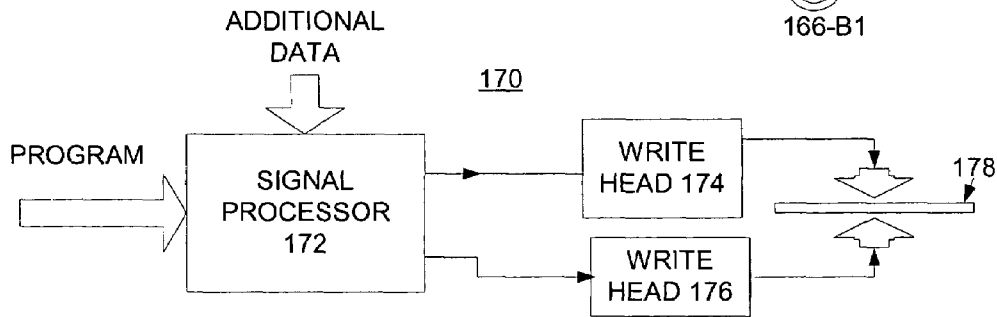 166-B1
ADDITIONAL
DATA
170
PROGRAM
SIGNAL
PROCESSOR
172
WRITE
HEAD 174
178
WRITE
HEAD 176